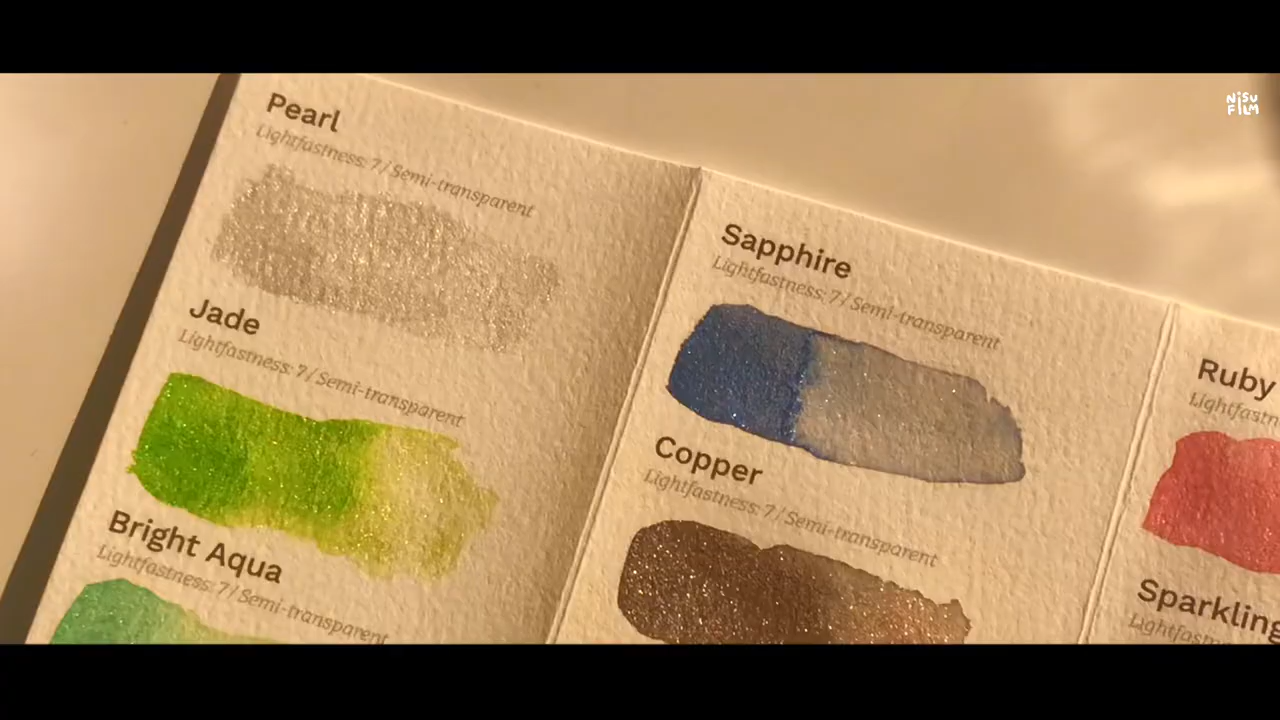 NiSU
FILM
Pearl
Lightfastness: 7 / Semi-transparent
Jade
Lightfastness: 7 / Semi-transparent
Bright Aqua
Lightfastness: 7 / Semi-transparent
Sapphire
Lightfastness: 7 / Semi-transparent
Copper
Lightfastness: 7 / Semi-transparent
Ruby
Sparkling